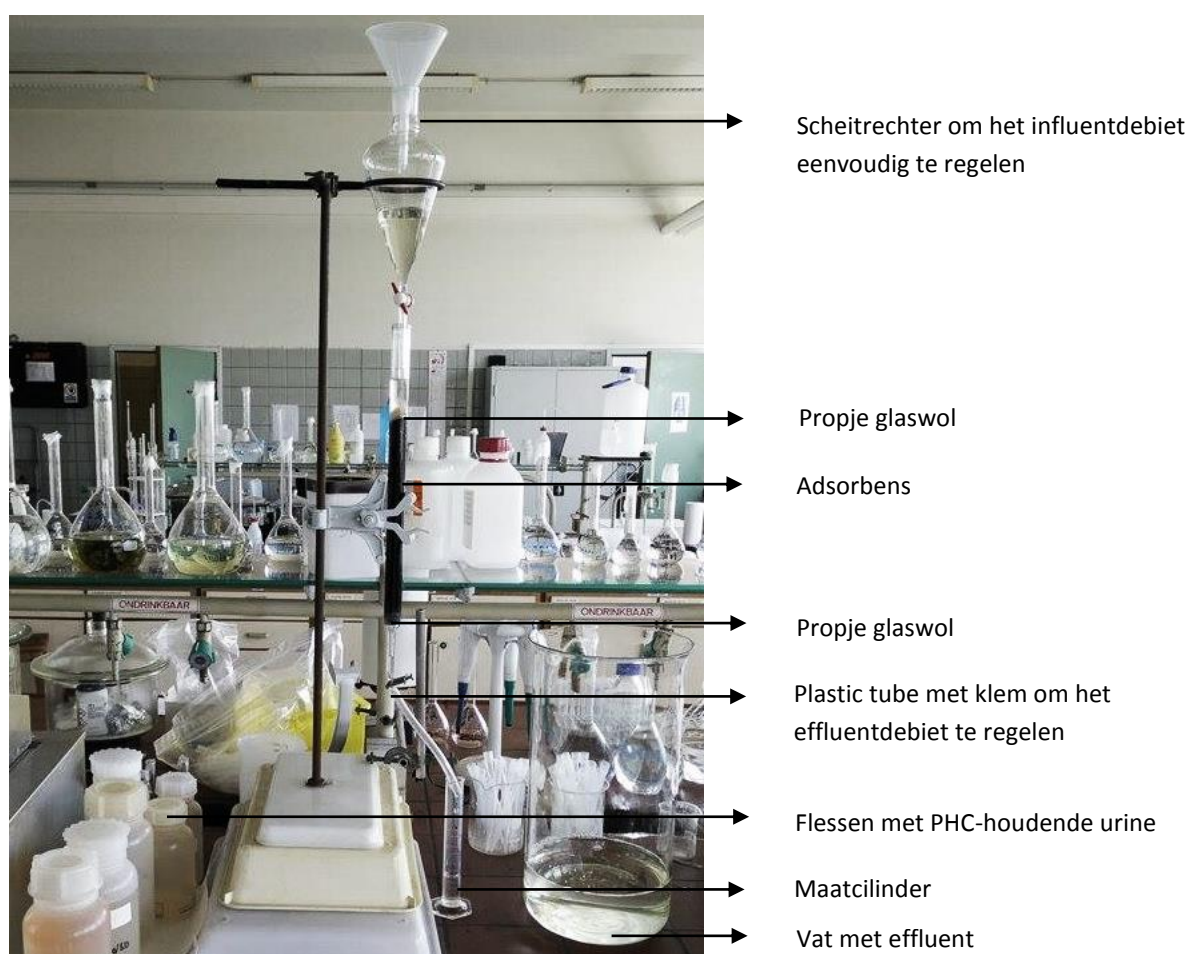 Scheitrechter om het influentdebiet
eenvoudig te regelen
Propje glaswol
Adsorbens
ONDRINKBAAR
ONDRINKBAAR
Propje glaswol
Plastic tube met klem om het
effluentdebiet te regelen
Flessen met PHC-houdende urine
Maatcilinder
Vat met effluent